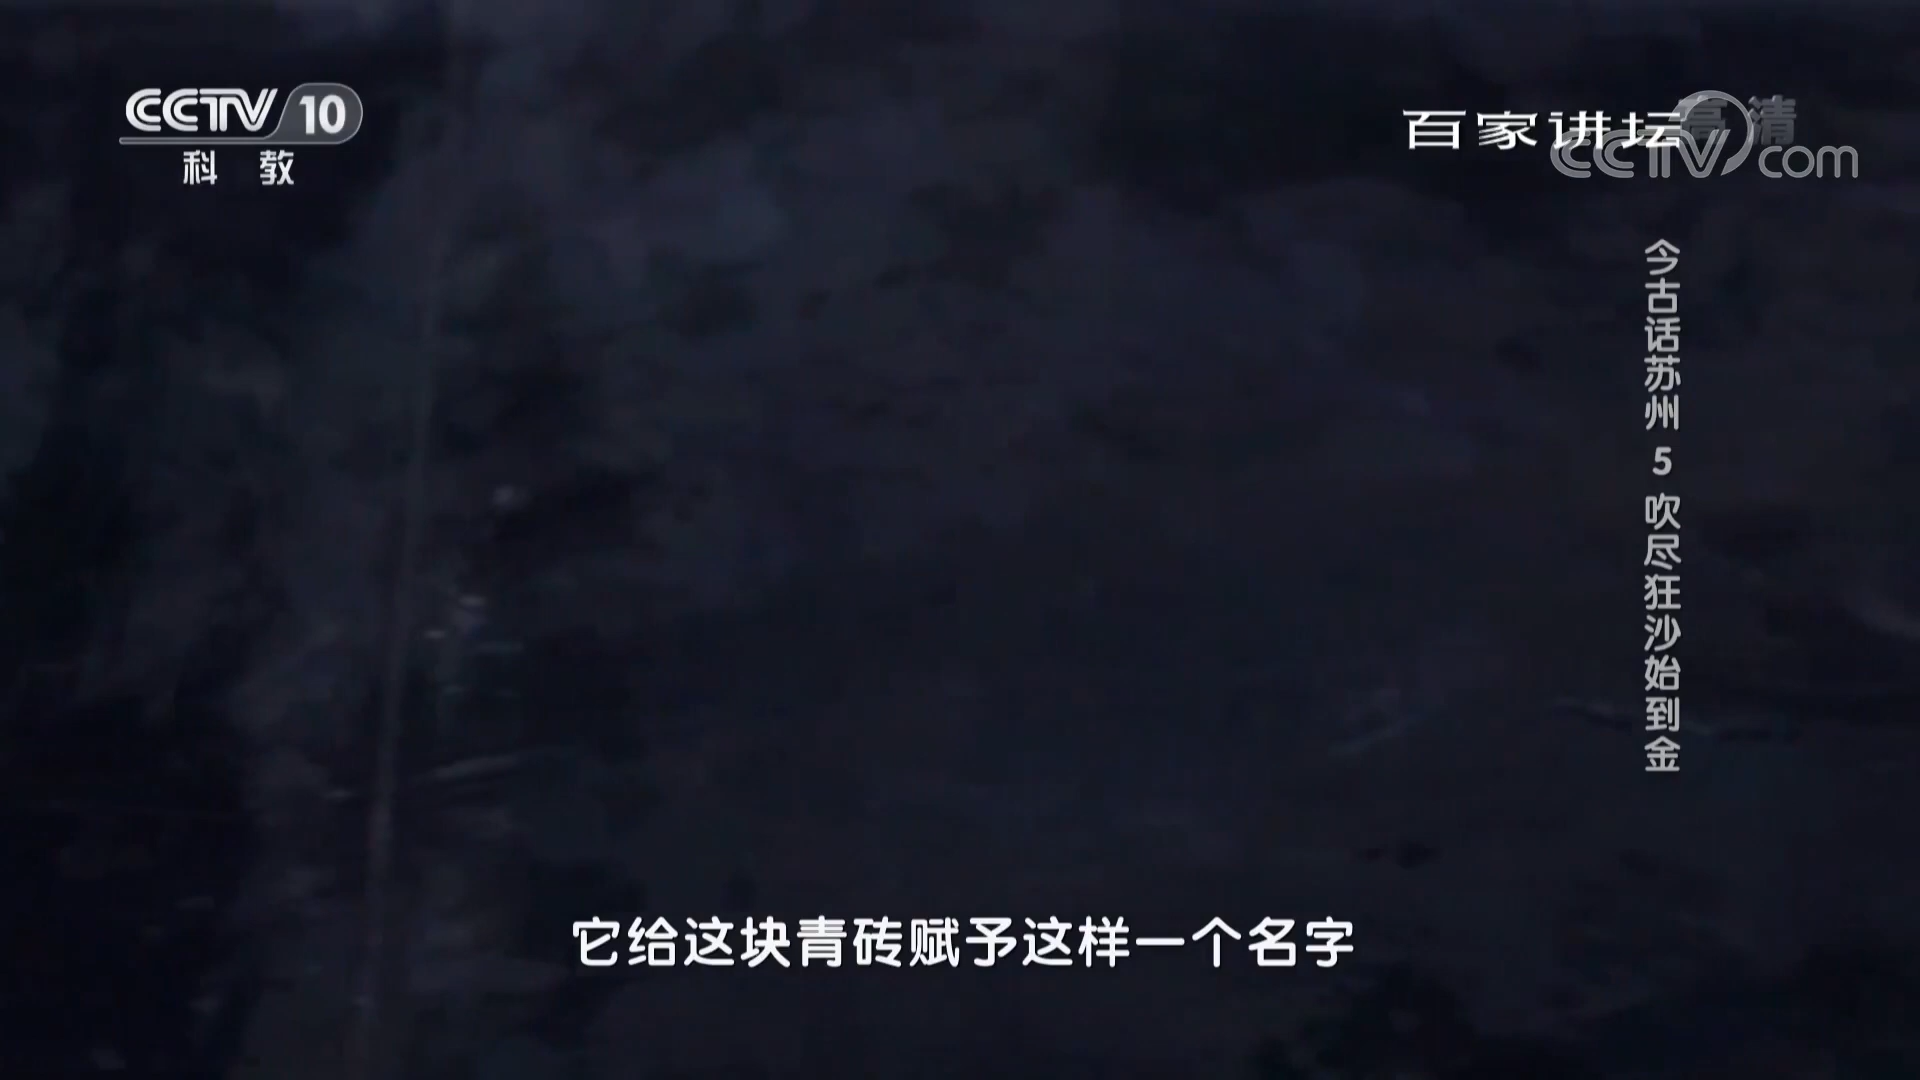 CCTV 10
科 教
百家讲坛
高清
CCTV com
今古话苏州 5 吹尽狂沙始到金
它给这块青砖赋予这样一个名字